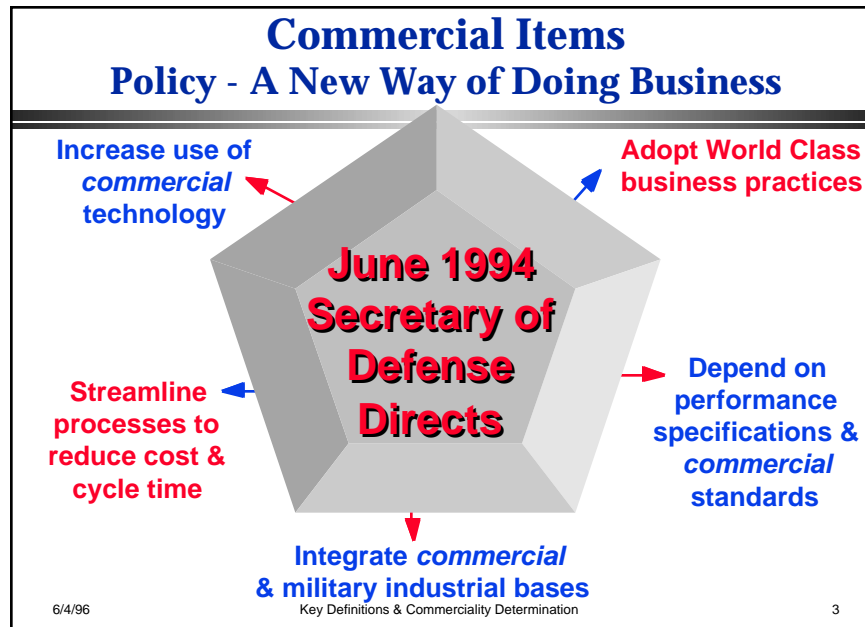 Commercial Items
Policy - A New Way of Doing Business
Increase use of
commercial
technology
Adopt World Class
business practices
June 1994
Secretary of
Defense
Directs
Streamline
processes to
reduce cost &
cycle time
Depend on
performance
specifications &
commercial
standards
Integrate commercial
& military industrial bases
6/4/96
Key Definitions & Commerciality Determination
3